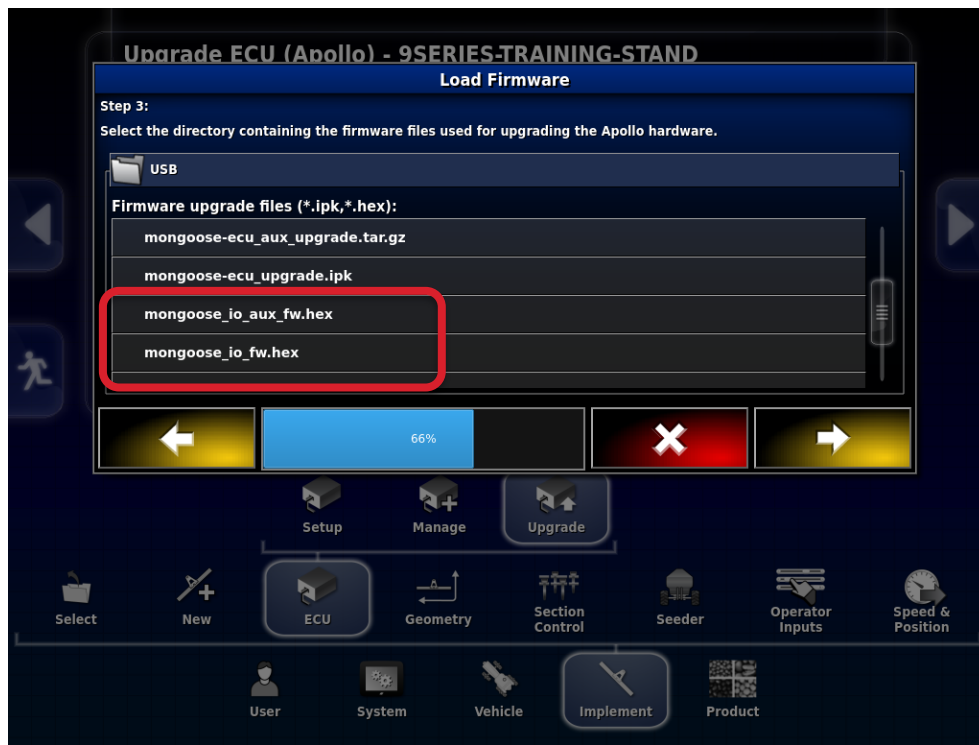 Upgrade ECU (Apollo) - 9SERIES-TRAINING-STAND
Load Firmware
Step 3:
Select the directory containing the firmware files used for upgrading the Apollo hardware.
USB
Firmware upgrade files (*.ipk,*.hex):
mongoose-ecu_aux_upgrade.tar.gz
mongoose-ecu_upgrade.ipk
mongoose_io_aux_fw.hex
mongoose_io_fw.hex
66%
Setup
Manage
Upgrade
Select
New
ECU
Geometry
Section
Control
Seeder
Operator
Inputs
Speed &
Position
User
System
Vehicle
Implement
Product